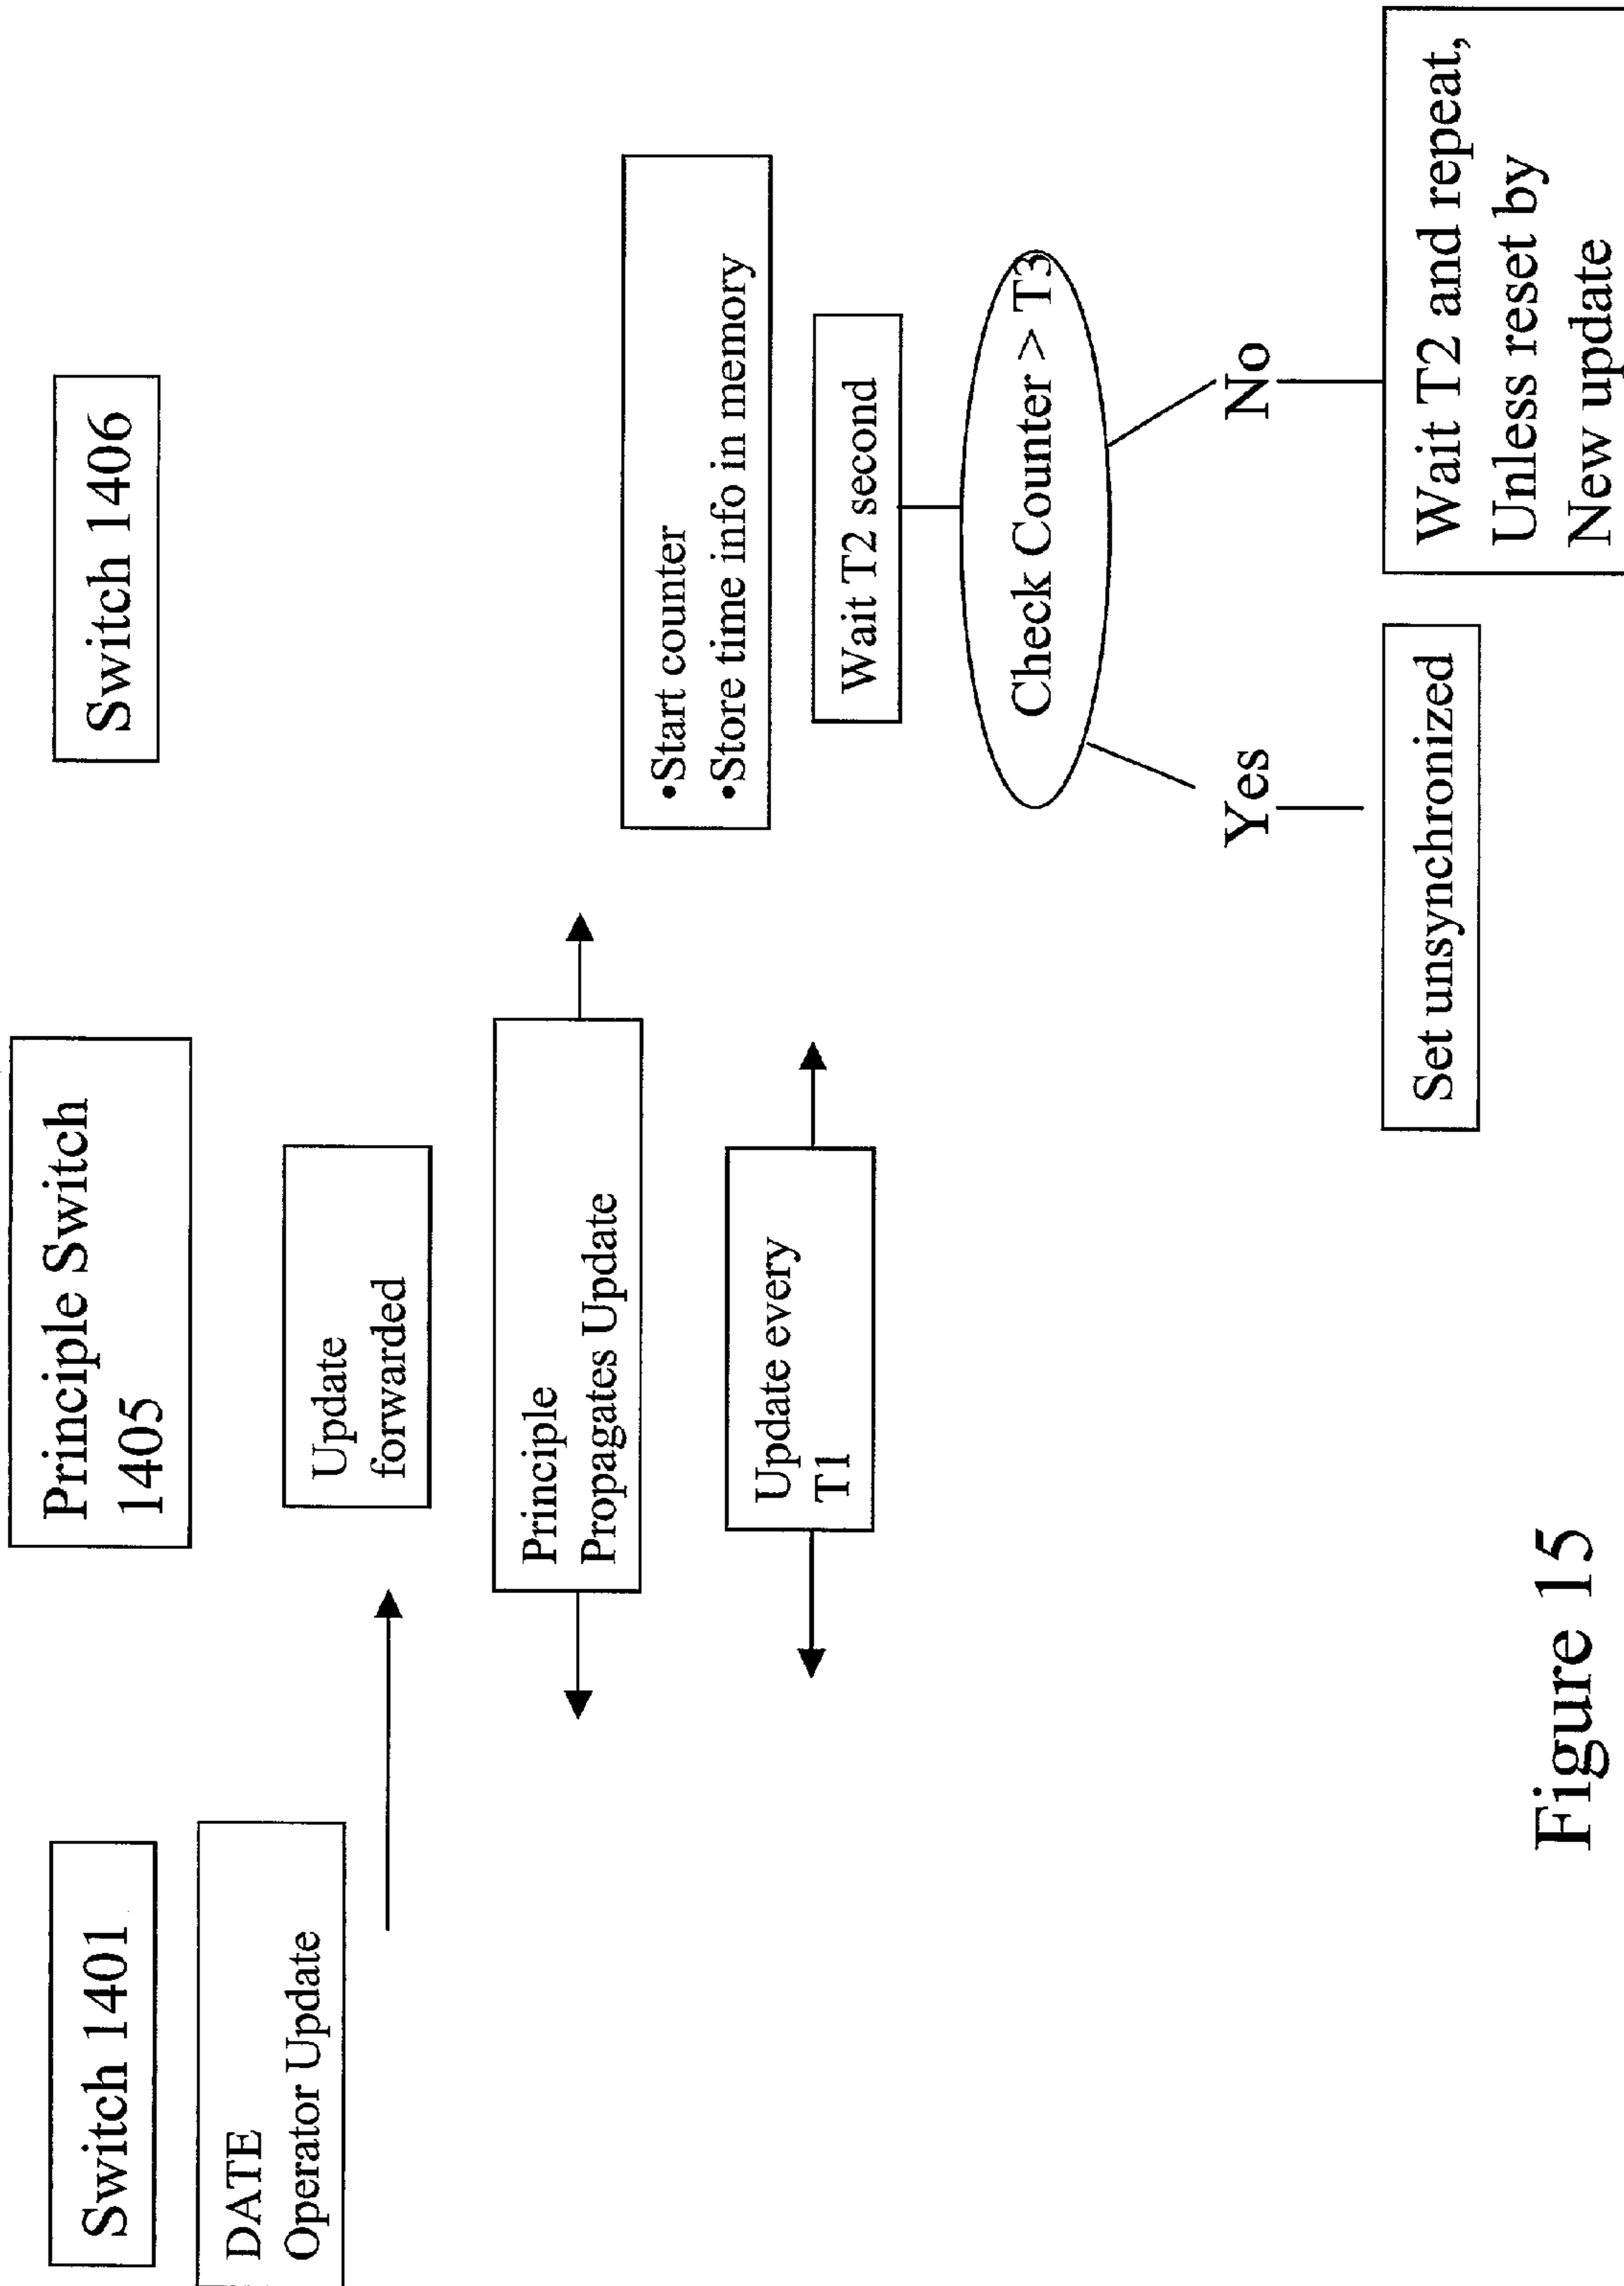 Switch 1401
Principle Switch
1405
Switch 1406
DATE
Operator Update
Update
forwarded
Principle
Propagates Update
Update every
T1
•Start counter
•Store time info in memory
Wait T2 second
Check Counter > T3
Yes
No
Set unsynchronized
Wait T2 and repeat,
Unless reset by
New update
Figure 15